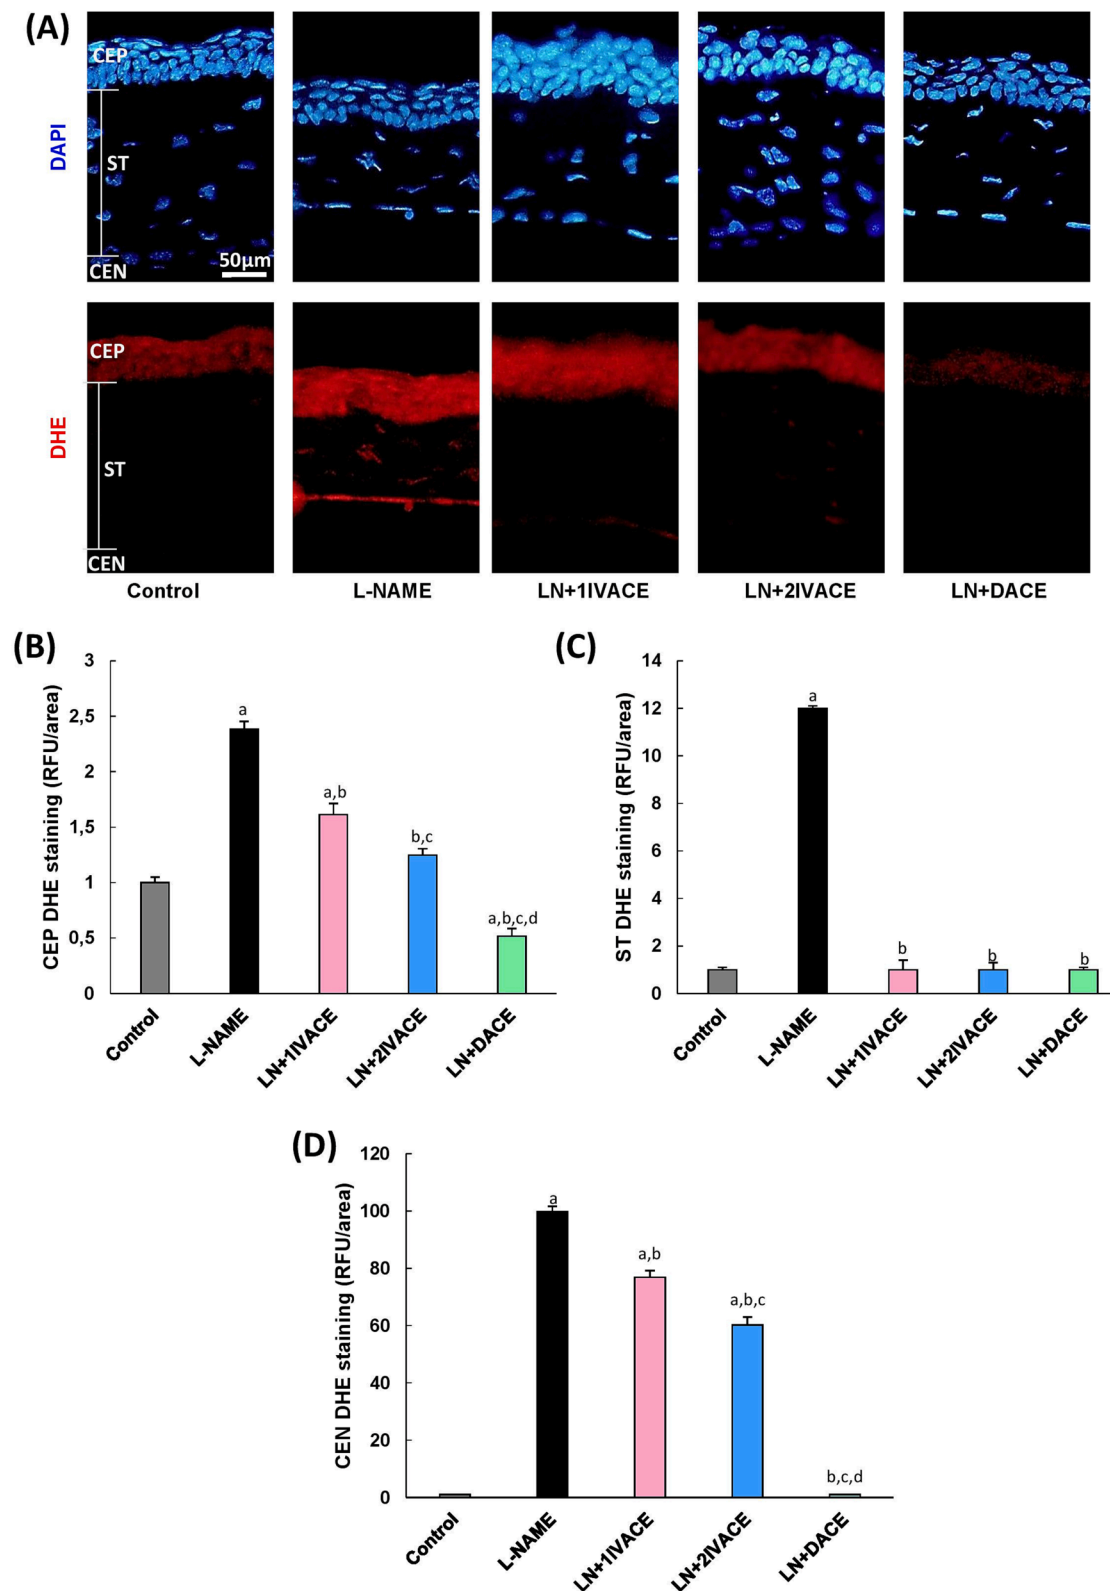 (A)
CEP
ST
CEN
50µm
DAPI
CEP
ST
CEN
DHE
Control L-NAME LN+1IVACE LN+2IVACE LN+DACE
(B)
CEP DHE staining (RFU/area)
3
2,5
2
1,5
1
0,5
0
a
a,b
b,c
a,b,c,d
Control L-NAME LN+1IVACE LN+2IVACE LN+DACE
(C)
ST DHE staining (RFU/area)
14
12
10
8
6
4
2
0
a
b
b
b
Control L-NAME LN+1IVACE LN+2IVACE LN+DACE
(D)
CEN DHE staining (RFU/area)
120
100
80
60
40
20
0
a
a,b
a,b,c
b,c,d
Control L-NAME LN+1IVACE LN+2IVACE LN+DACE